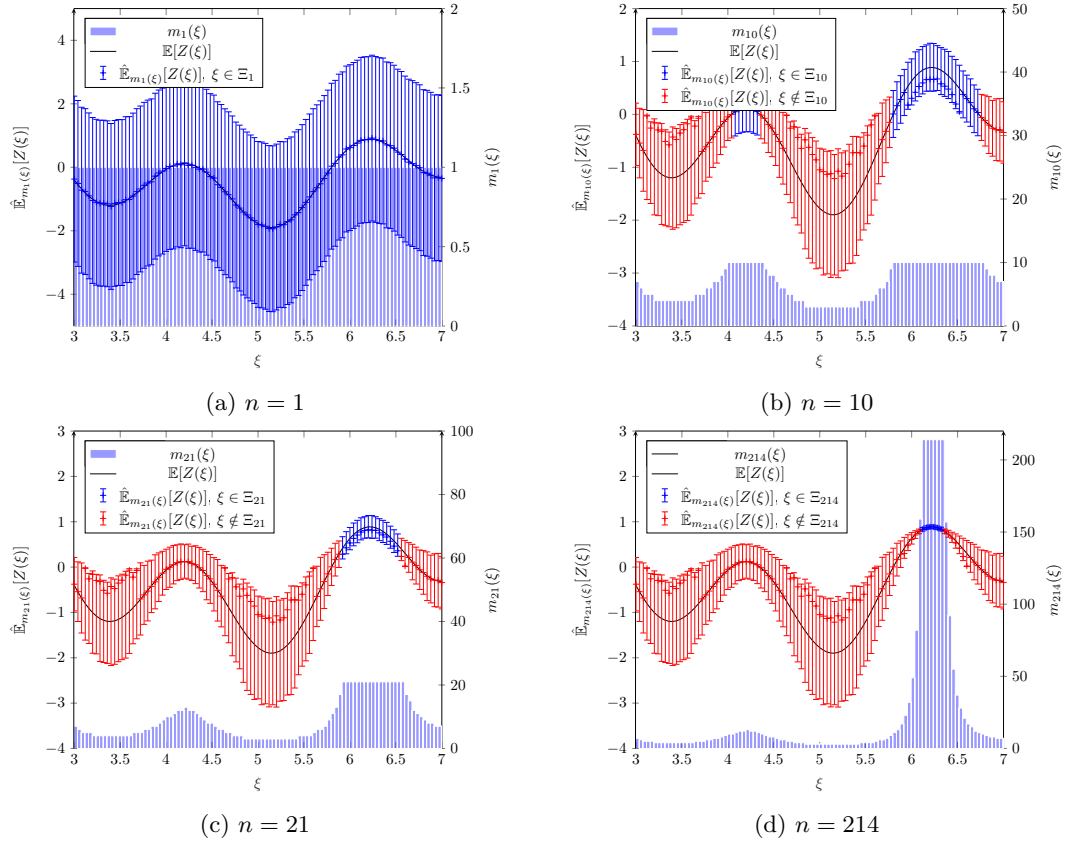 4
2
0
−2
−4
3
3.5
4
4.5
5
5.5
6
6.5
7
0
0.5
1
1.5
2
ξ
Ê_{m_1(ξ)}[Z(ξ)]
m_1(ξ)
m_1(ξ)
𝔼[Z(ξ)]
Ê_{m_1(ξ)}[Z(ξ)], ξ ∈ Ξ_1
(a) n = 1
2
1
0
−1
−2
−3
−4
3
3.5
4
4.5
5
5.5
6
6.5
7
0
10
20
30
40
50
ξ
Ê_{m_10(ξ)}[Z(ξ)]
m_10(ξ)
m_10(ξ)
𝔼[Z(ξ)]
Ê_{m_10(ξ)}[Z(ξ)], ξ ∈ Ξ_10
Ê_{m_10(ξ)}[Z(ξ)], ξ ∉ Ξ_10
(b) n = 10
3
2
1
0
−1
−2
−3
−4
3
3.5
4
4.5
5
5.5
6
6.5
7
0
20
40
60
80
100
ξ
Ê_{m_21(ξ)}[Z(ξ)]
m_21(ξ)
m_21(ξ)
𝔼[Z(ξ)]
Ê_{m_21(ξ)}[Z(ξ)], ξ ∈ Ξ_21
Ê_{m_21(ξ)}[Z(ξ)], ξ ∉ Ξ_21
(c) n = 21
3
2
1
0
−1
−2
−3
−4
3
3.5
4
4.5
5
5.5
6
6.5
7
0
50
100
150
200
ξ
Ê_{m_214(ξ)}[Z(ξ)]
m_214(ξ)
m_214(ξ)
𝔼[Z(ξ)]
Ê_{m_214(ξ)}[Z(ξ)], ξ ∈ Ξ_214
Ê_{m_214(ξ)}[Z(ξ)], ξ ∉ Ξ_214
(d) n = 214